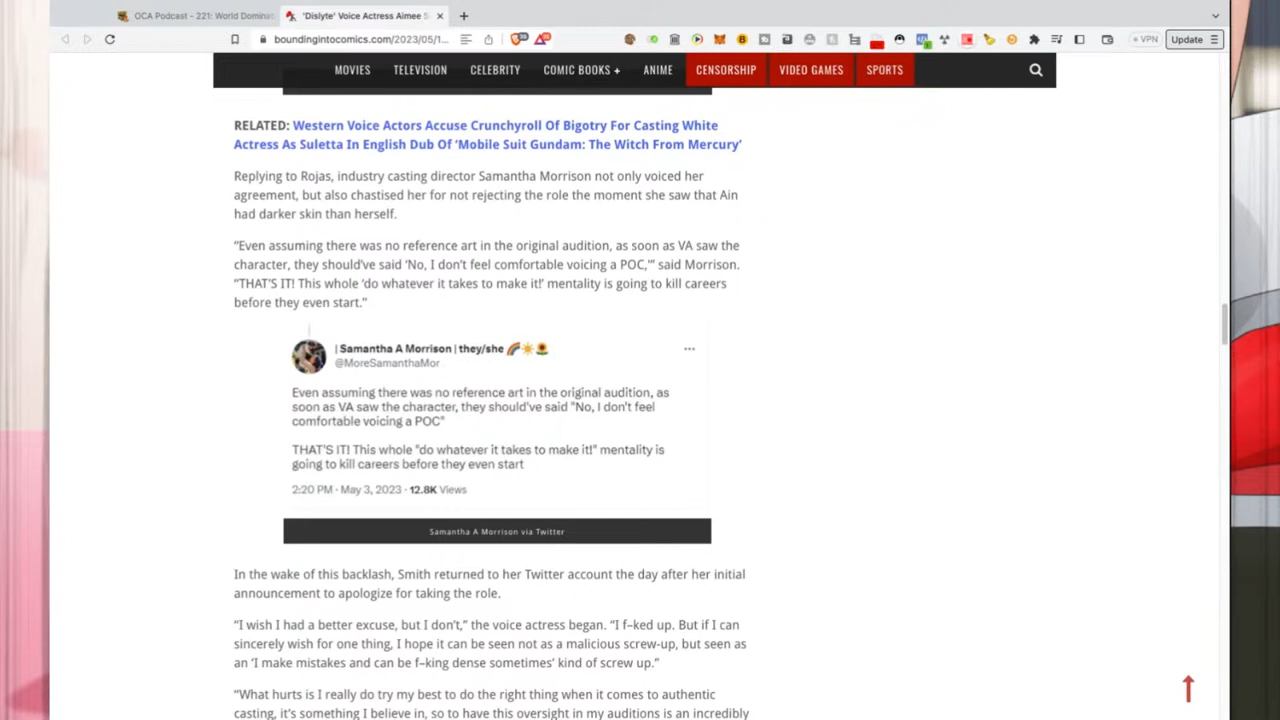 OCA Podcast - 221: World Dominat
'Dislyte' Voice Actress Aimee S
boundingintocomics.com/2023/05/1...
VPN
Update
MOVIES TELEVISION CELEBRITY COMIC BOOKS + ANIME CENSORSHIP VIDEO GAMES SPORTS
RELATED: Western Voice Actors Accuse Crunchyroll Of Bigotry For Casting White
Actress As Suletta In English Dub Of ‘Mobile Suit Gundam: The Witch From Mercury’
Replying to Rojas, industry casting director Samantha Morrison not only voiced her
agreement, but also chastised her for not rejecting the role the moment she saw that Ain
had darker skin than herself.
“Even assuming there was no reference art in the original audition, as soon as VA saw the
character, they should’ve said ‘No, I don’t feel comfortable voicing a POC,’” said Morrison.
“THAT’S IT! This whole ‘do whatever it takes to make it!’ mentality is going to kill careers
before they even start.”
| Samantha A Morrison | they/she 🌈☀️🌻
@MoreSamanthaMor
Even assuming there was no reference art in the original audition, as
soon as VA saw the character, they should've said "No, I don't feel
comfortable voicing a POC"
THAT'S IT! This whole "do whatever it takes to make it!" mentality is
going to kill careers before they even start
2:20 PM · May 3, 2023 · 12.8K Views
Samantha A Morrison via Twitter
In the wake of this backlash, Smith returned to her Twitter account the day after her initial
announcement to apologize for taking the role.
“I wish I had a better excuse, but I don’t,” the voice actress began. “I f–ked up. But if I can
sincerely wish for one thing, I hope it can be seen not as a malicious screw-up, but seen as
an ‘I make mistakes and can be f–king dense sometimes’ kind of screw up.”
“What hurts is I really do try my best to do the right thing when it comes to authentic
casting, it’s something I believe in, so to have this oversight in my auditions is an incredibly